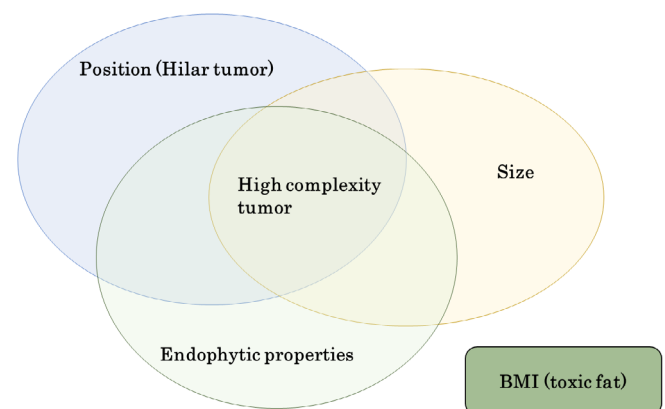 Position (Hilar tumor)
Size
High complexity
tumor
Endophytic properties
BMI (toxic fat)